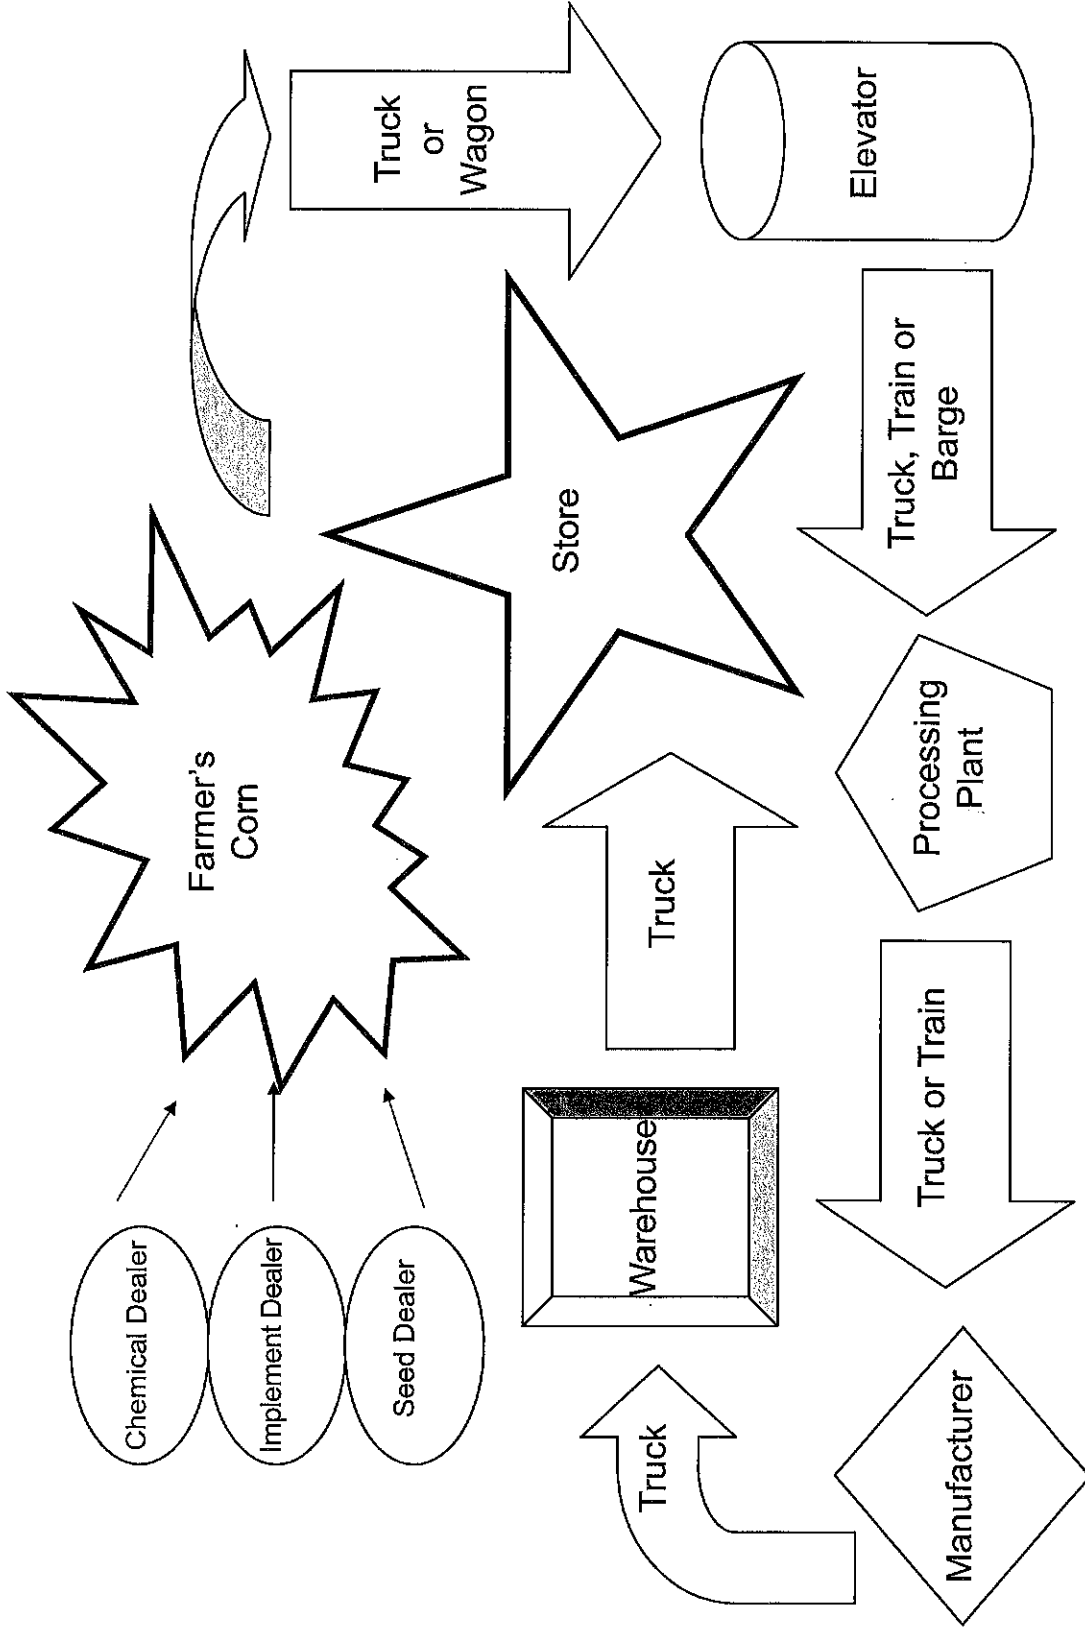 Chemical Dealer
Implement Dealer
Seed Dealer
Farmer's
Corn
Truck
or
Wagon
Elevator
Truck, Train or
Barge
Processing
Plant
Truck or Train
Manufacturer
Truck
Warehouse
Truck
Store